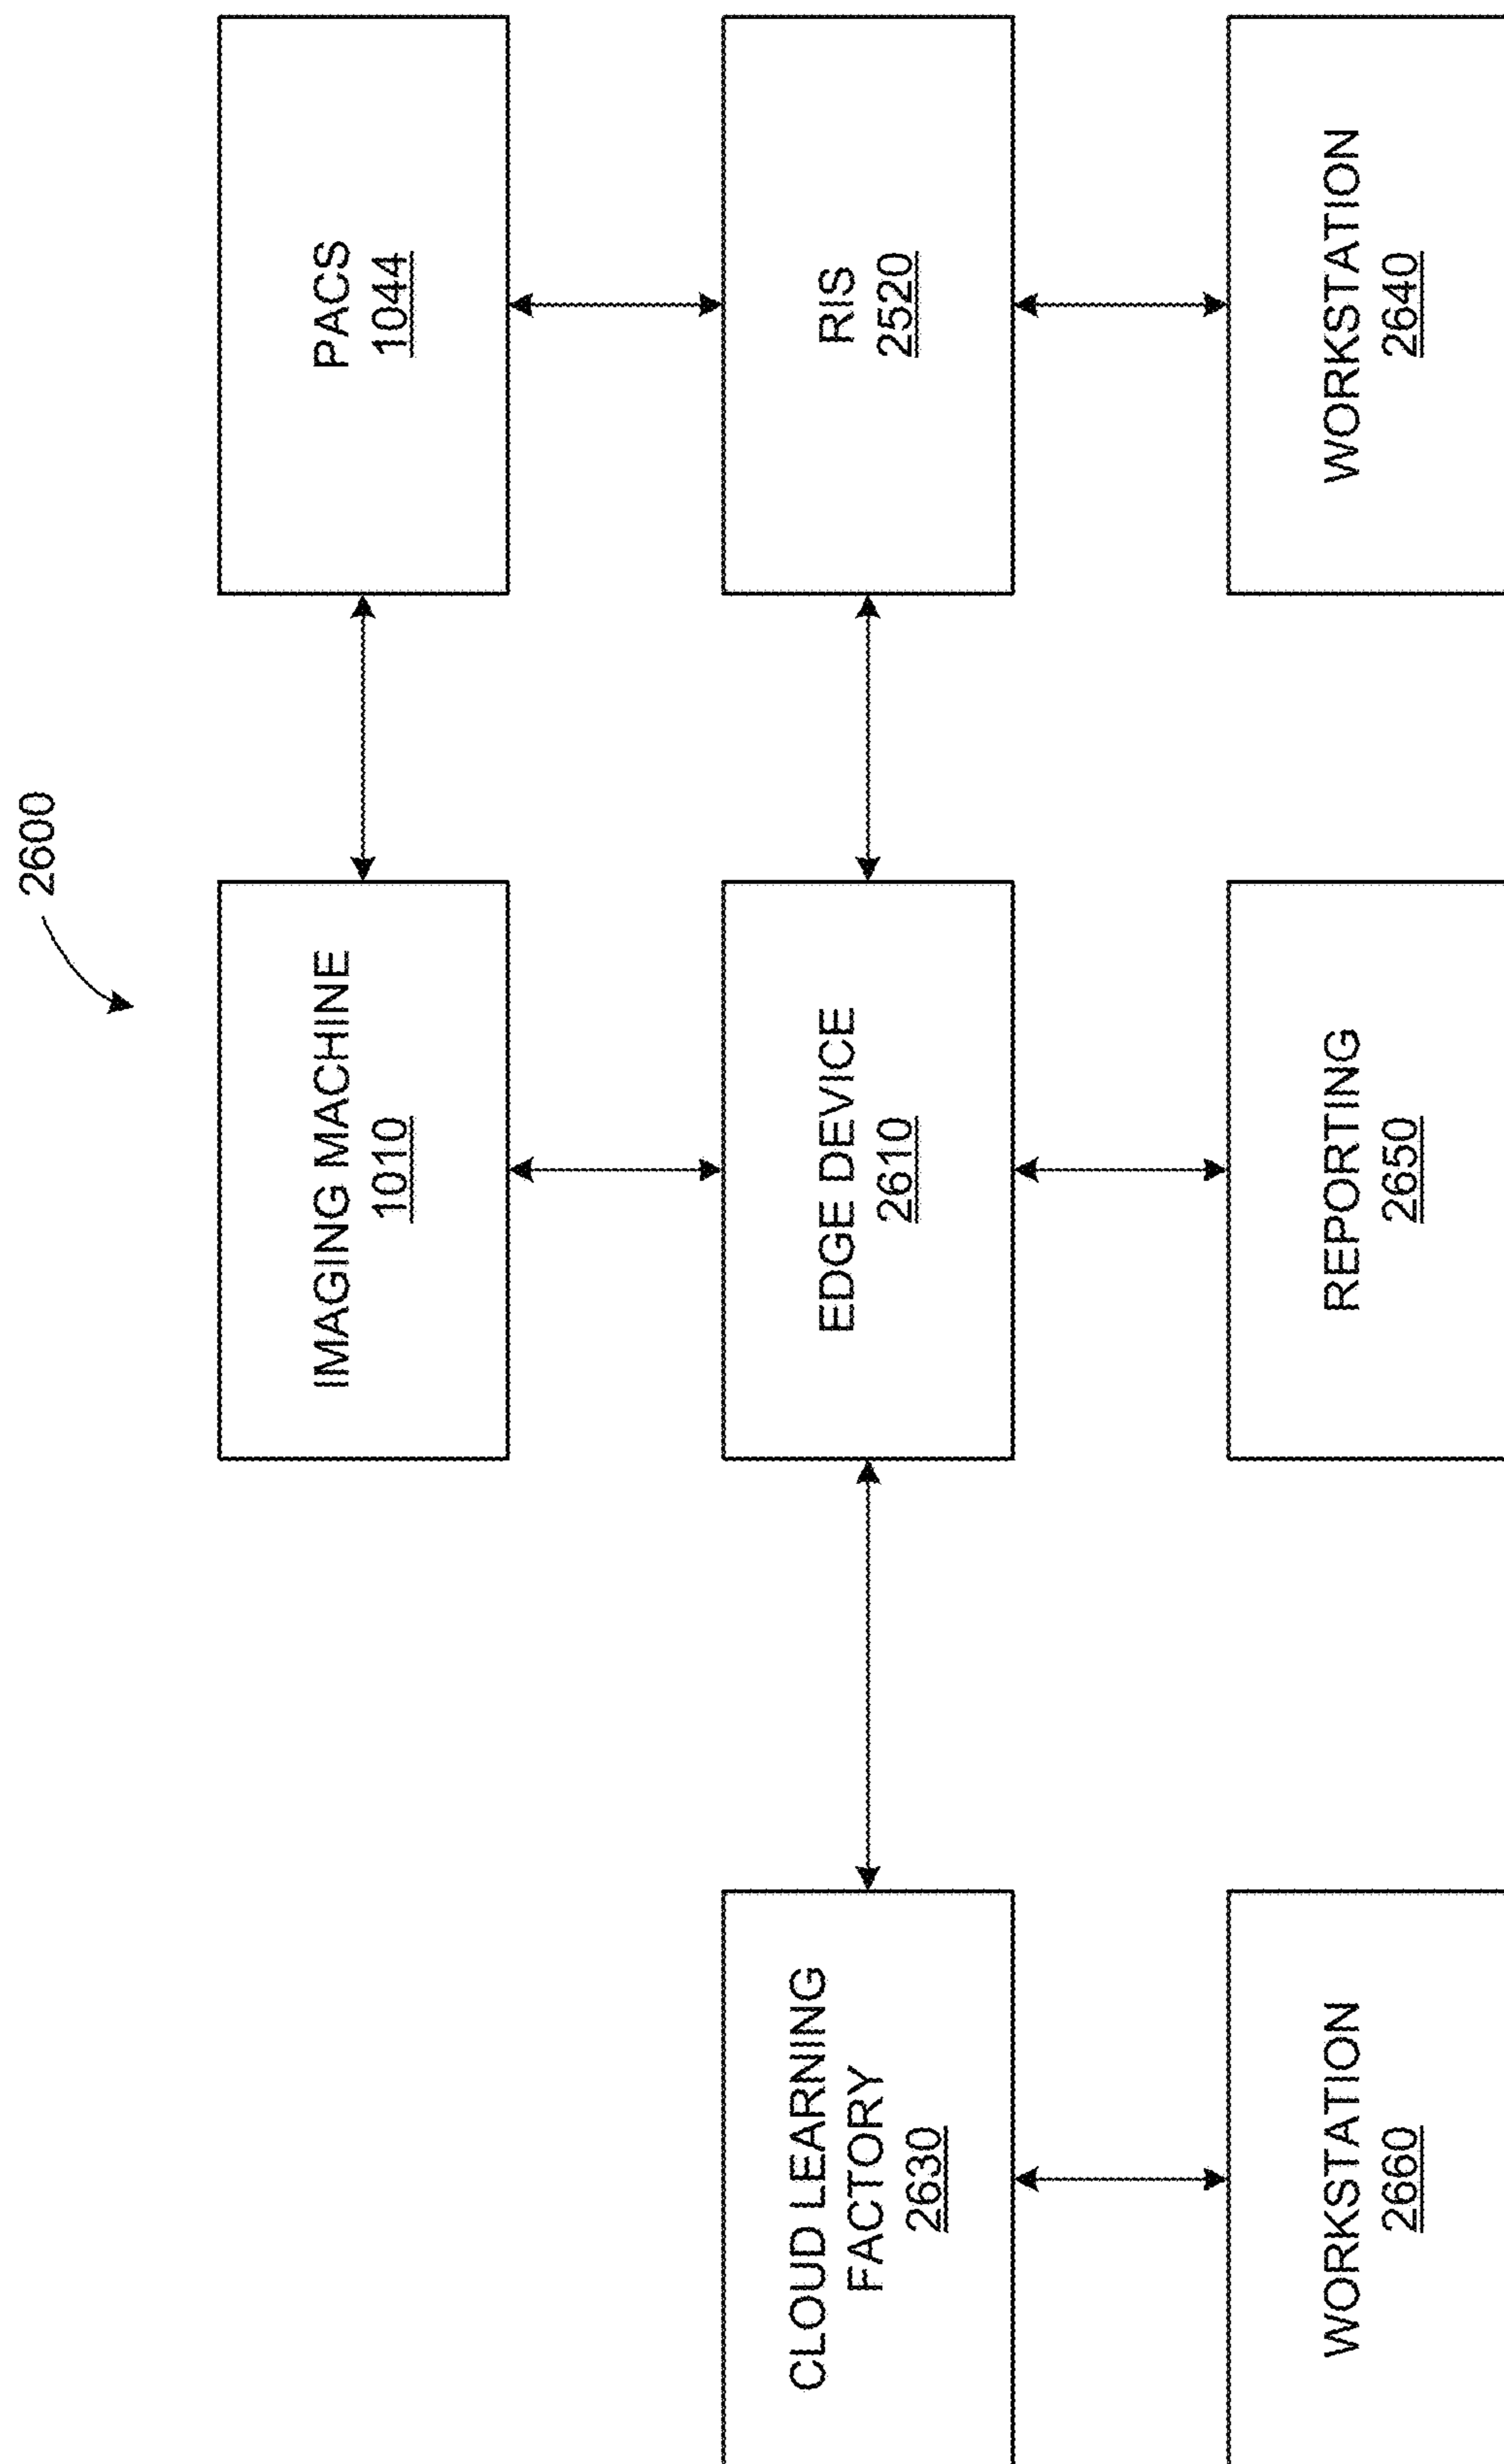 2600
IMAGING MACHINE
1010
PACS
1044
CLOUD LEARNING
FACTORY
2630
EDGE DEVICE
2610
RIS
2520
WORKSTATION
2660
REPORTING
2650
WORKSTATION
2640